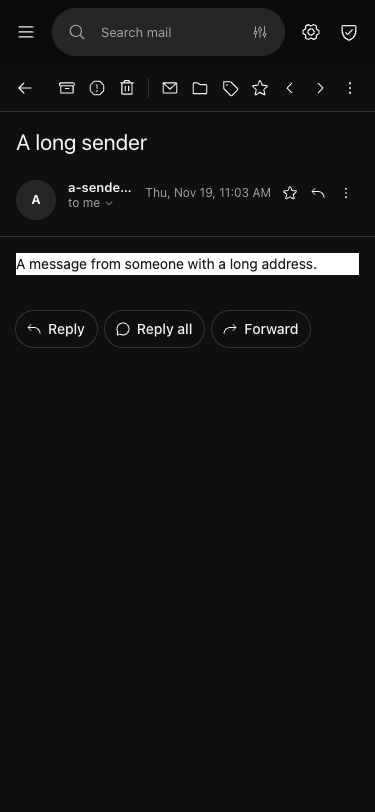 Search mail
A long sender
A
a-sende...
Thu, Nov 19, 11:03 AM
to me
A message from someone with a long address.
Reply
Reply all
Forward